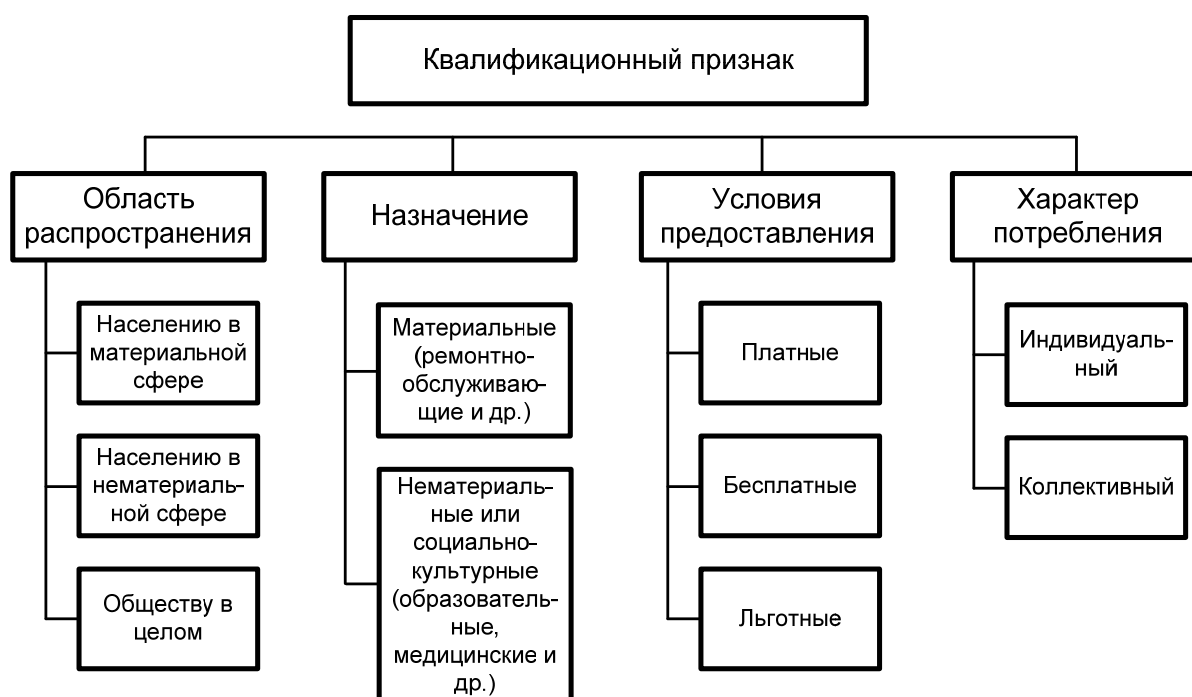 Квалификационный признак
Область
распространения
Населению в
материальной
сфере
Населению в
нематериаль-
ной сфере
Обществу в
целом
Назначение
Материальные
(ремонтно-
обслуживаю-
щие и др.)
Нематериаль-
ные или
социально-
культурные
(образователь-
ные,
медицинские и
др.)
Условия
предоставления
Платные
Бесплатные
Льготные
Характер
потребления
Индивидуаль-
ный
Коллективный